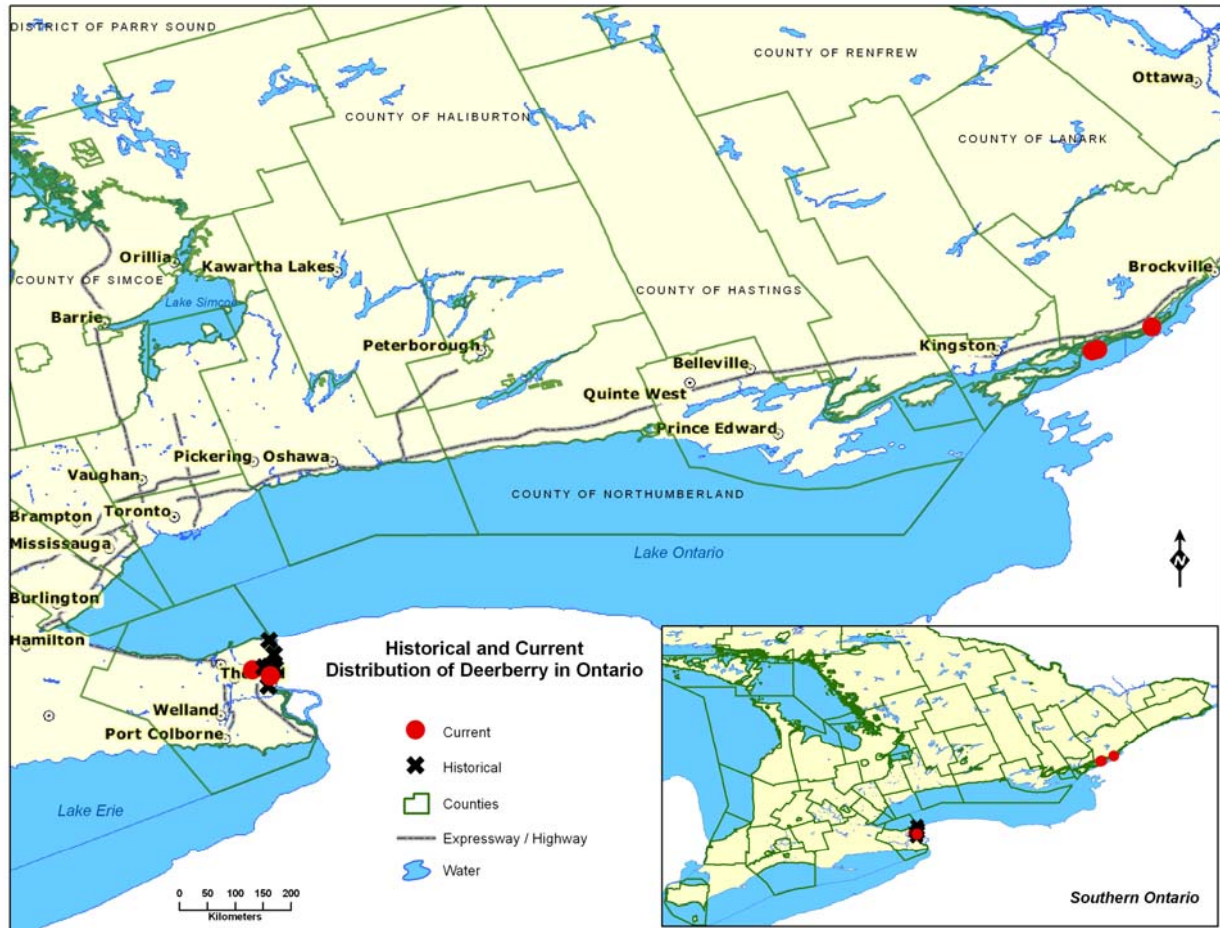 DISTRICT OF PARRY SOUND
COUNTY OF RENFREW
Ottawa
COUNTY OF HALIBURTON
COUNTY OF LANARK
Orillia
Kawartha Lakes
Brockville
COUNTY OF SIMCOE
Lake Simcoe
COUNTY OF HASTINGS
Barrie
Peterborough
Kingston
Belleville
Quinte West
Prince Edward
Pickering
Oshawa
Vaughan
COUNTY OF NORTHUMBERLAND
Brampton
Toronto
Mississauga
Lake Ontario
N
Burlington
Hamilton
Welland
Port Colborne
Lake Erie
Historical and Current
Distribution of Deerberry in Ontario
Current
Historical
Counties
Expressway / Highway
Water
0 50 100 150 200
Kilometers
Southern Ontario